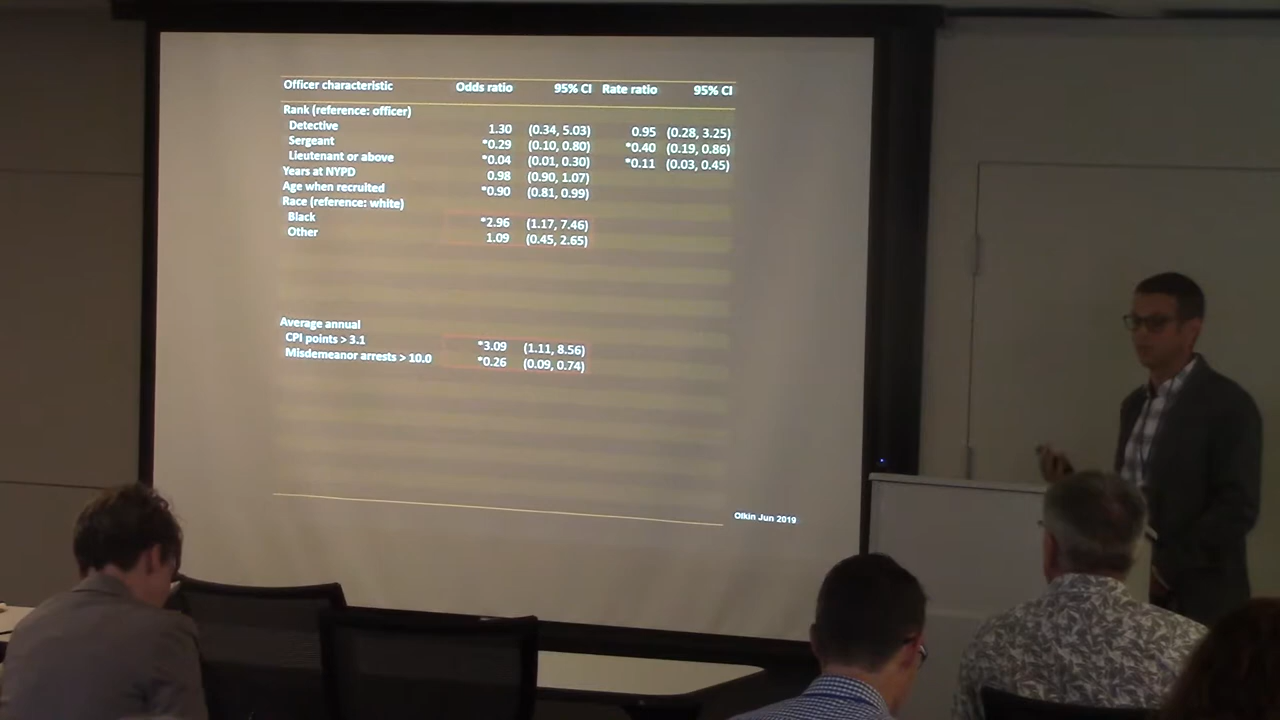 Officer characteristic Odds ratio 95% CI Rate ratio 95% CI
Rank (reference: officer)
Detective 1.30 (0.34, 5.03) 0.95 (0.28, 3.25)
Sergeant *0.29 (0.10, 0.80) *0.40 (0.19, 0.86)
Lieutenant or above *0.04 (0.01, 0.30) *0.11 (0.03, 0.45)
Years at NYPD 0.98 (0.90, 1.07)
Age when recruited *0.90 (0.81, 0.99)
Race (reference: white)
Black *2.96 (1.17, 7.46)
Other 1.09 (0.45, 2.65)
Average annual
CPI points > 3.1 *3.09 (1.11, 8.56)
Misdemeanor arrests > 10.0 *0.26 (0.09, 0.74)
Olkin Jun 2019